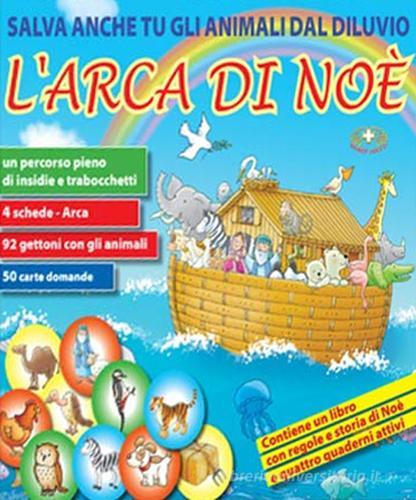 SALVA ANCHE TU GLI ANIMALI DAL DILUVIO
L'ARCA DI NOÈ
un percorso pieno
di insidie e trabocchetti
4 schede - Arca
92 gettoni con gli animali
50 carte domande
Contiene un libro
con regole e storia di Noè
e quattro quaderni attivi